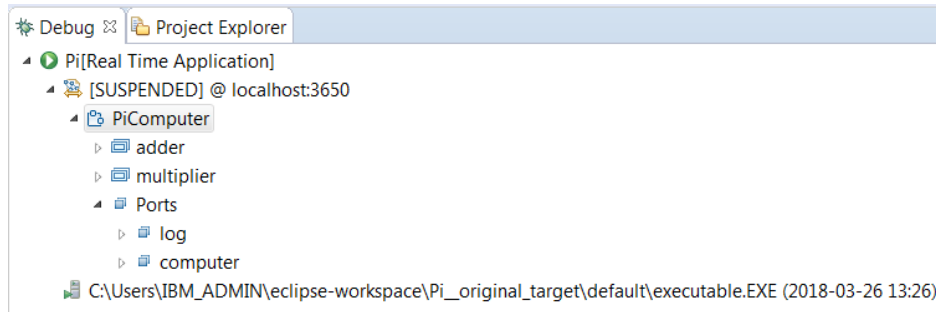 Debug Project Explorer
Pi[Real Time Application]
[SUSPENDED] @ localhost:3650
PiComputer
adder
multiplier
Ports
log
computer
C:\Users\IBM_ADMIN\eclipse-workspace\Pi__original_target\default\executable.EXE (2018-03-26 13:26)